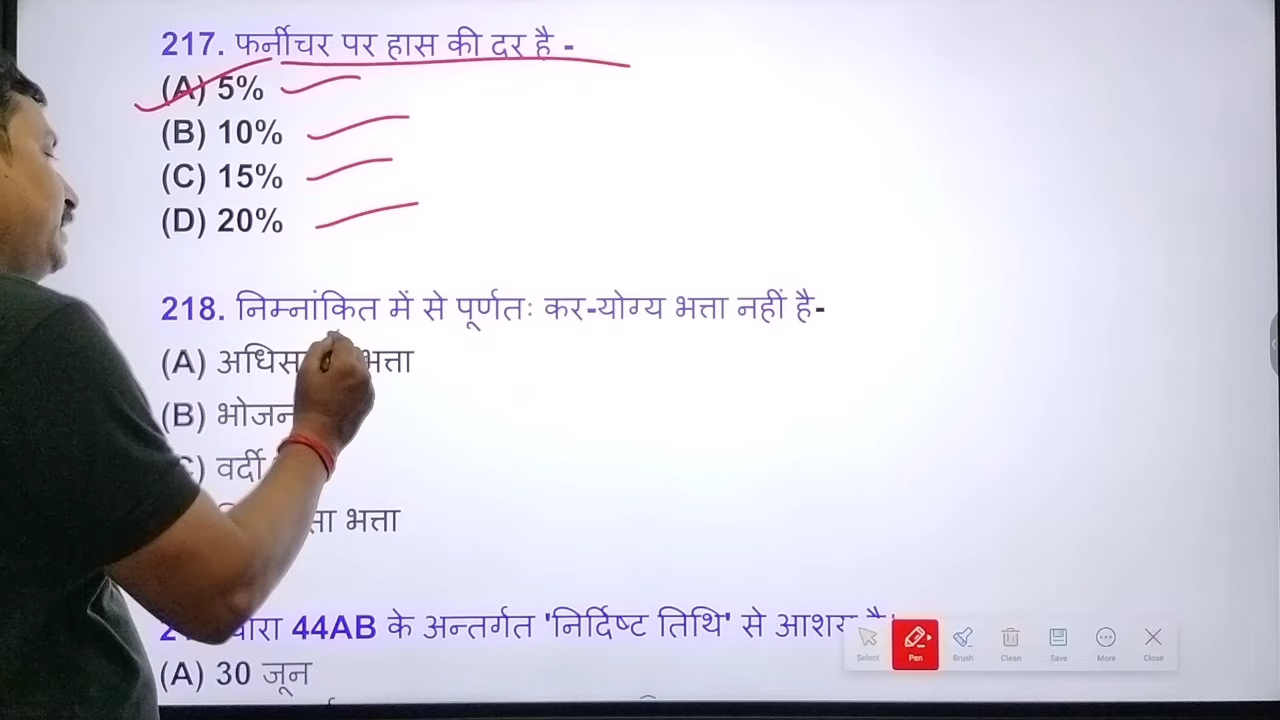 217. फर्नीचर पर ह्रास की दर है -
(A) 5%
(B) 10%
(C) 15%
(D) 20%
218. निम्नांकित में से पूर्णतः कर-योग्य भत्ता नहीं है-
(A) भत्ता
(B) भोजन
वर्दी
भत्ता
44AB के अन्तर्गत 'निर्दिष्ट तिथि' से आशय है
(A) 30 जून
Select
Pen
Brush
Clean
Save
More
Close